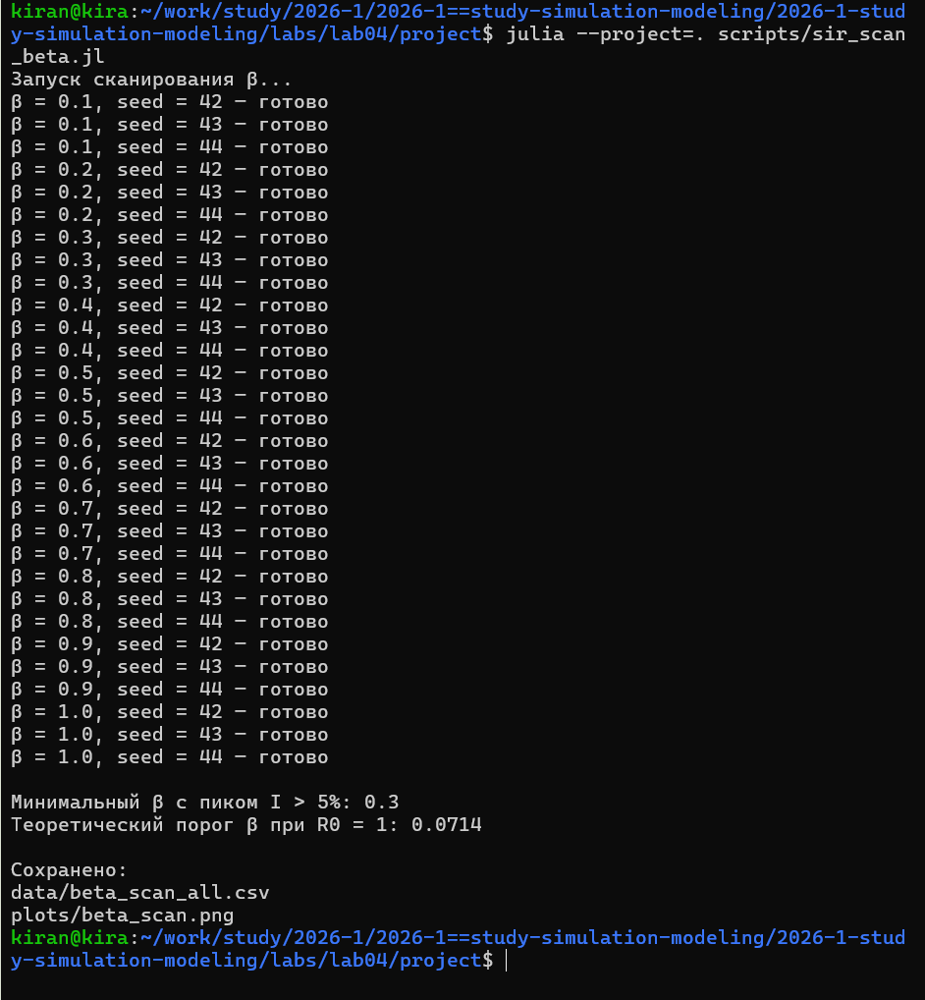 kiran@kira:~/work/study/2026-1/2026-1==study-simulation-modeling/2026-1-stud
y-simulation-modeling/labs/lab04/project$ julia --project=. scripts/sir_scan
_beta.jl
Запуск сканирования β...
β = 0.1, seed = 42 — готово
β = 0.1, seed = 43 — готово
β = 0.1, seed = 44 — готово
β = 0.2, seed = 42 — готово
β = 0.2, seed = 43 — готово
β = 0.2, seed = 44 — готово
β = 0.3, seed = 42 — готово
β = 0.3, seed = 43 — готово
β = 0.3, seed = 44 — готово
β = 0.4, seed = 42 — готово
β = 0.4, seed = 43 — готово
β = 0.4, seed = 44 — готово
β = 0.5, seed = 42 — готово
β = 0.5, seed = 43 — готово
β = 0.5, seed = 44 — готово
β = 0.6, seed = 42 — готово
β = 0.6, seed = 43 — готово
β = 0.6, seed = 44 — готово
β = 0.7, seed = 42 — готово
β = 0.7, seed = 43 — готово
β = 0.7, seed = 44 — готово
β = 0.8, seed = 42 — готово
β = 0.8, seed = 43 — готово
β = 0.8, seed = 44 — готово
β = 0.9, seed = 42 — готово
β = 0.9, seed = 43 — готово
β = 0.9, seed = 44 — готово
β = 1.0, seed = 42 — готово
β = 1.0, seed = 43 — готово
β = 1.0, seed = 44 — готово
Минимальный β с пиком I > 5%: 0.3
Теоретический порог β при R0 = 1: 0.0714
Сохранено:
data/beta_scan_all.csv
plots/beta_scan.png
kiran@kira:~/work/study/2026-1/2026-1==study-simulation-modeling/2026-1-stud
y-simulation-modeling/labs/lab04/project$